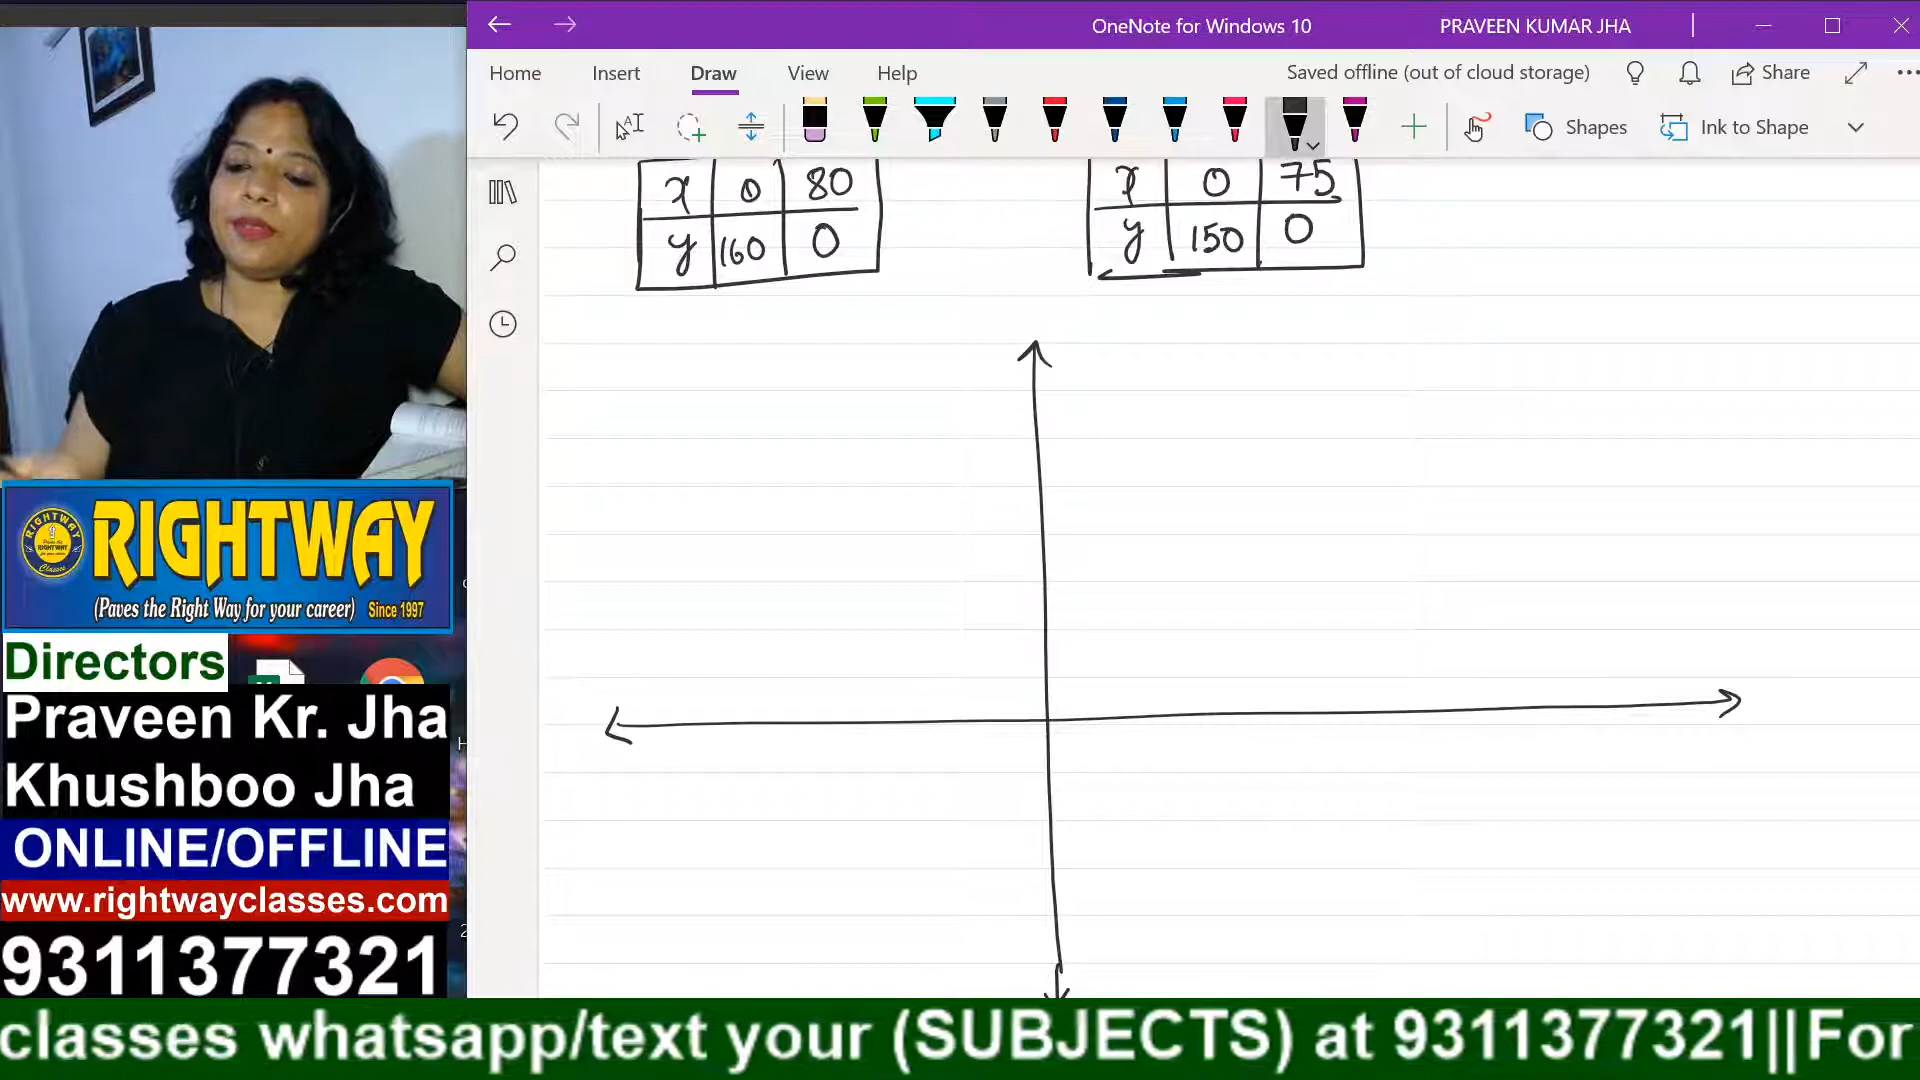 OneNote for Windows 10
PRAVEEN KUMAR JHA
Home Insert Draw View Help
Saved offline (out of cloud storage)
Share
Shapes
Ink to Shape
x 0 80
y 160 0
x 0 75
y 150 0
RIGHTWAY
RIGHTWAY
Classes
(Paves the Right Way for your career) Since 1997
Directors
Praveen Kr. Jha
Khushboo Jha
ONLINE/OFFLINE
www.rightwayclasses.com
9311377321
classes whatsapp/text your (SUBJECTS) at 9311377321||For